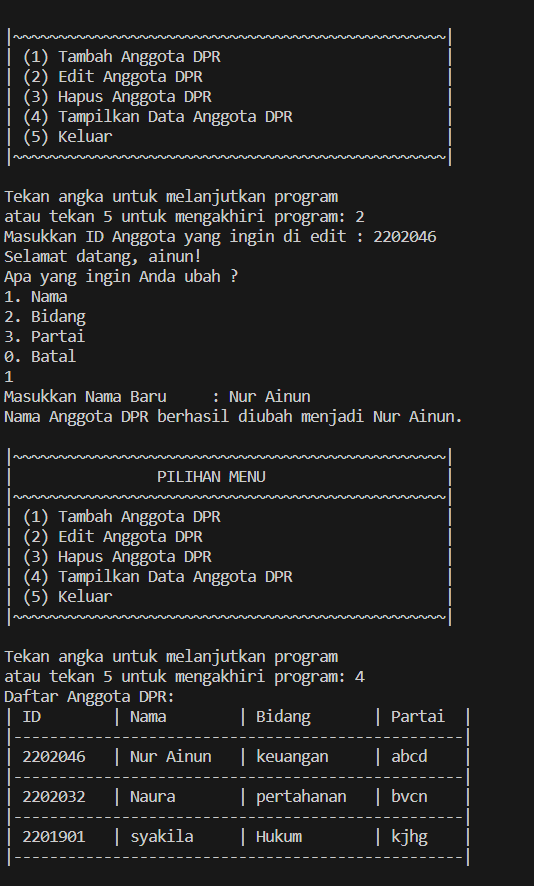 |~~~~~~~~~~~~~~~~~~~~~~~~~~~~~~~~~~~~~~~~~~~~~~~~|
| (1) Tambah Anggota DPR                         |
| (2) Edit Anggota DPR                           |
| (3) Hapus Anggota DPR                          |
| (4) Tampilkan Data Anggota DPR                 |
| (5) Keluar                                     |
|~~~~~~~~~~~~~~~~~~~~~~~~~~~~~~~~~~~~~~~~~~~~~~~~|
Tekan angka untuk melanjutkan program
atau tekan 5 untuk mengakhiri program: 2
Masukkan ID Anggota yang ingin di edit : 2202046
Selamat datang, ainun!
Apa yang ingin Anda ubah ?
1. Nama
2. Bidang
3. Partai
0. Batal
1
Masukkan Nama Baru     : Nur Ainun
Nama Anggota DPR berhasil diubah menjadi Nur Ainun.
|~~~~~~~~~~~~~~~~~~~~~~~~~~~~~~~~~~~~~~~~~~~~~~~~|
|                PILIHAN MENU                    |
|~~~~~~~~~~~~~~~~~~~~~~~~~~~~~~~~~~~~~~~~~~~~~~~~|
| (1) Tambah Anggota DPR                         |
| (2) Edit Anggota DPR                           |
| (3) Hapus Anggota DPR                          |
| (4) Tampilkan Data Anggota DPR                 |
| (5) Keluar                                     |
|~~~~~~~~~~~~~~~~~~~~~~~~~~~~~~~~~~~~~~~~~~~~~~~~|
Tekan angka untuk melanjutkan program
atau tekan 5 untuk mengakhiri program: 4
Daftar Anggota DPR:
| ID       | Nama        | Bidang       | Partai  |
|--------------------------------------------------|
| 2202046  | Nur Ainun   | keuangan     | abcd    |
|--------------------------------------------------|
| 2202032  | Naura       | pertahanan   | bvcn    |
|--------------------------------------------------|
| 2201901  | syakila     | Hukum        | kjhg    |
|--------------------------------------------------|